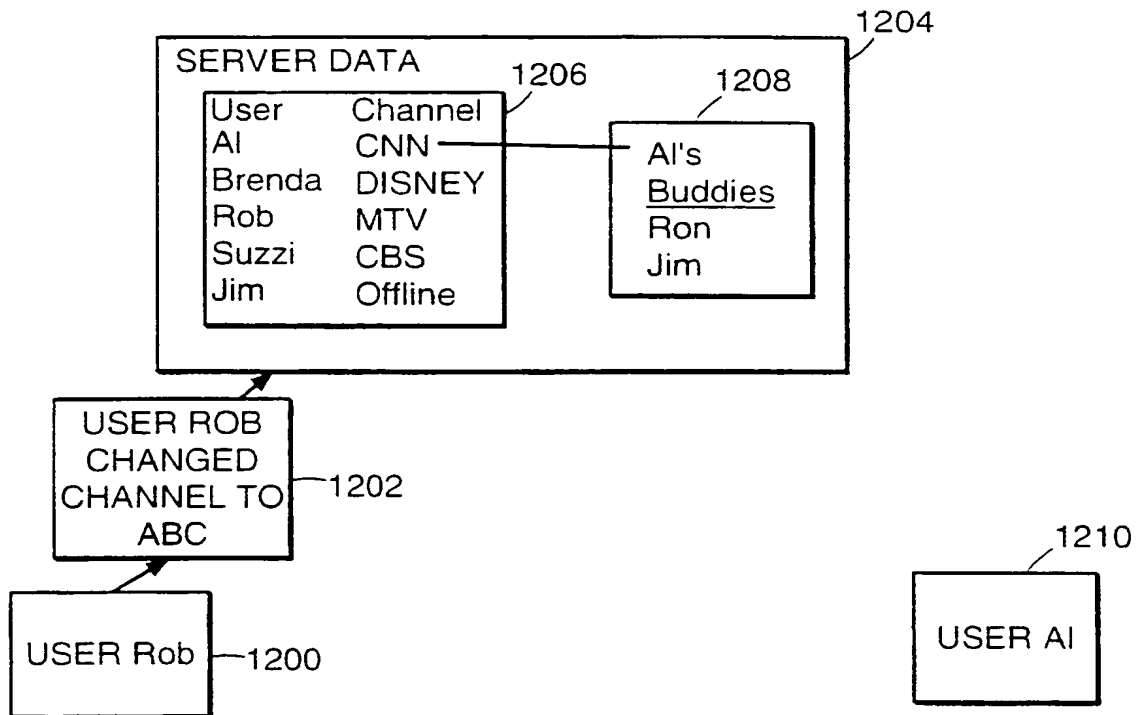 1204
SERVER DATA
1206
1208
User Channel
Al CNN
Brenda DISNEY
Rob MTV
Suzzi CBS
Jim Offline
Al's
Buddies
Ron
Jim
USER ROB
CHANGED
CHANNEL TO
ABC
1202
1210
USER Rob
1200
USER Al